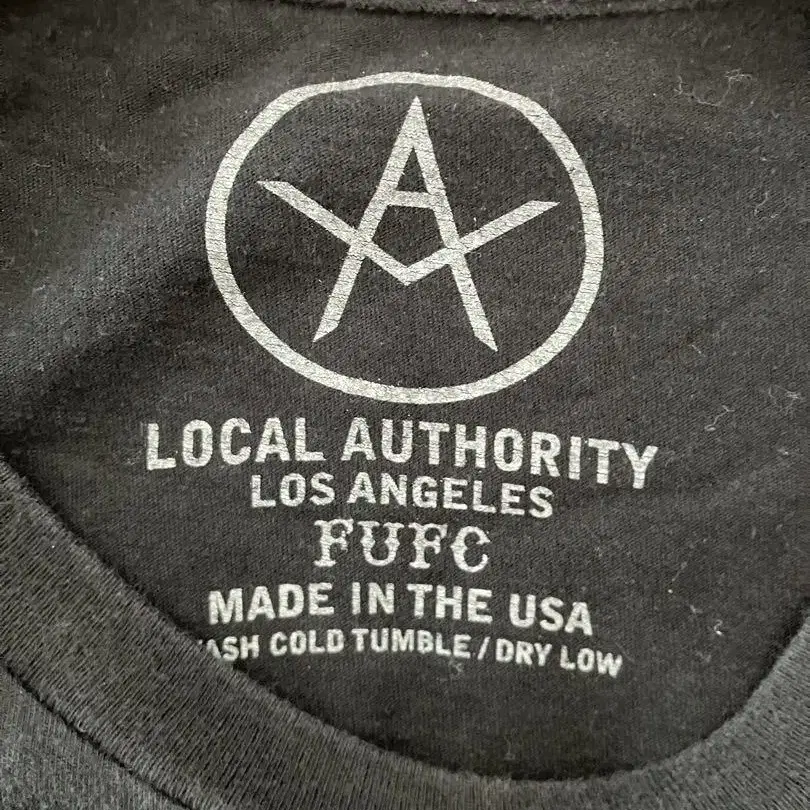 LOCAL AUTHORITY
LOS ANGELES
FUFC
MADE IN THE USA
COLD TUMBLE / DRY LOW